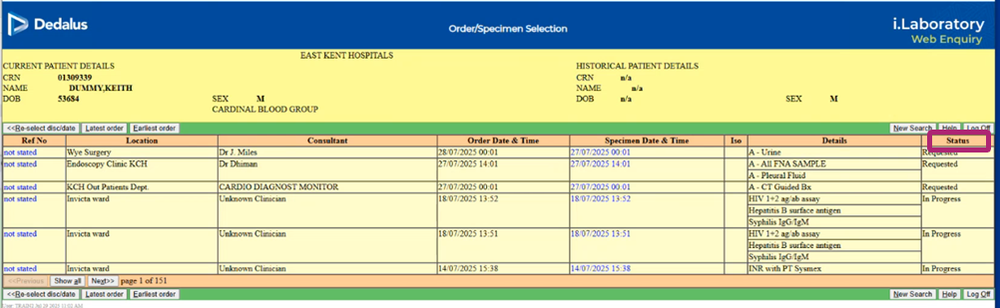 Dedalus
Order/Specimen Selection
i.Laboratory
Web Enquiry
EAST KENT HOSPITALS
CURRENT PATIENT DETAILS HISTORICAL PATIENT DETAILS
CRN 01309339 CRN n/a
NAME DUMMY,KEITH NAME n/a
DOB 53684 SEX M DOB n/a SEX M
CARDINAL BLOOD GROUP
<<Re-select disc/date Latest order Earliest order New Search Help Log Off
Ref No Location Consultant Order Date & Time Specimen Date & Time Iso Details Status
not stated Wye Surgery Dr J. Miles 28/07/2025 00:01 27/07/2025 00:01 A - Urine Requested
not stated Endoscopy Clinic KCH Dr Dhiman 27/07/2025 14:01 27/07/2025 14:01 A - All FNA SAMPLE Requested
A - Pleural Fluid
not stated KCH Out Patients Dept. CARDIO DIAGNOST MONITOR 27/07/2025 00:01 27/07/2025 00:01 A - CT Guided Bx Requested
not stated Invicta ward Unknown Clinician 18/07/2025 13:52 18/07/2025 13:52 HIV 1+2 ag/ab assay In Progress
Hepatitis B surface antigen
Syphilis IgG/IgM
not stated Invicta ward Unknown Clinician 18/07/2025 13:51 18/07/2025 13:51 HIV 1+2 ag/ab assay In Progress
Hepatitis B surface antigen
Syphilis IgG/IgM
not stated Invicta ward Unknown Clinician 14/07/2025 15:38 14/07/2025 15:38 INR with PT Sysmex In Progress
<<Previous Show all Next>> page 1 of 151
<<Re-select disc/date Latest order Earliest order New Search Help Log Off